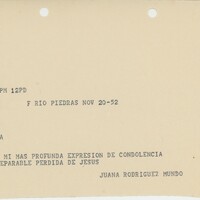 PM 12PD
F RIO PIEDRAS NOV 20-52
A
MI MAS PROFUNDA EXPRESION DE CONDOLENCIA
EPARABLE PERDIDA DE JESUS
JUANA RODRIGUEZ MUNDO